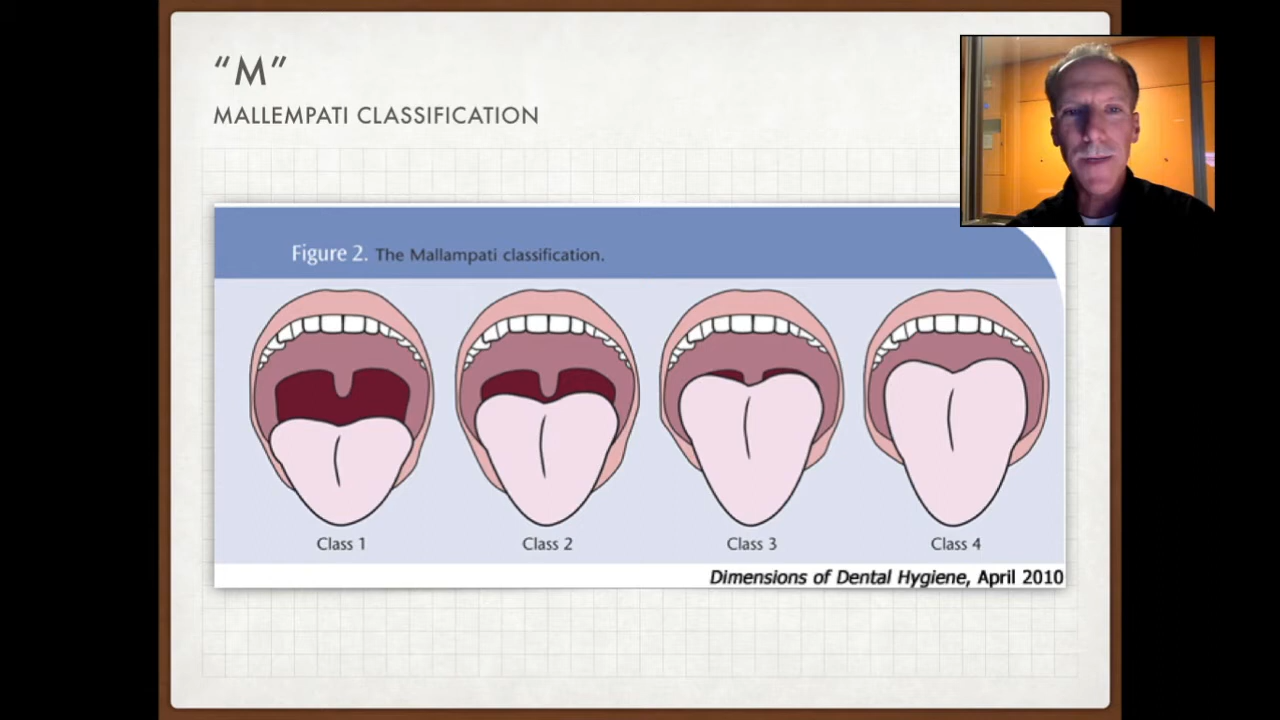 “M”
MALLEMPATI CLASSIFICATION
Figure 2. The Mallampati classification.
Class 1 Class 2 Class 3 Class 4
Dimensions of Dental Hygiene, April 2010